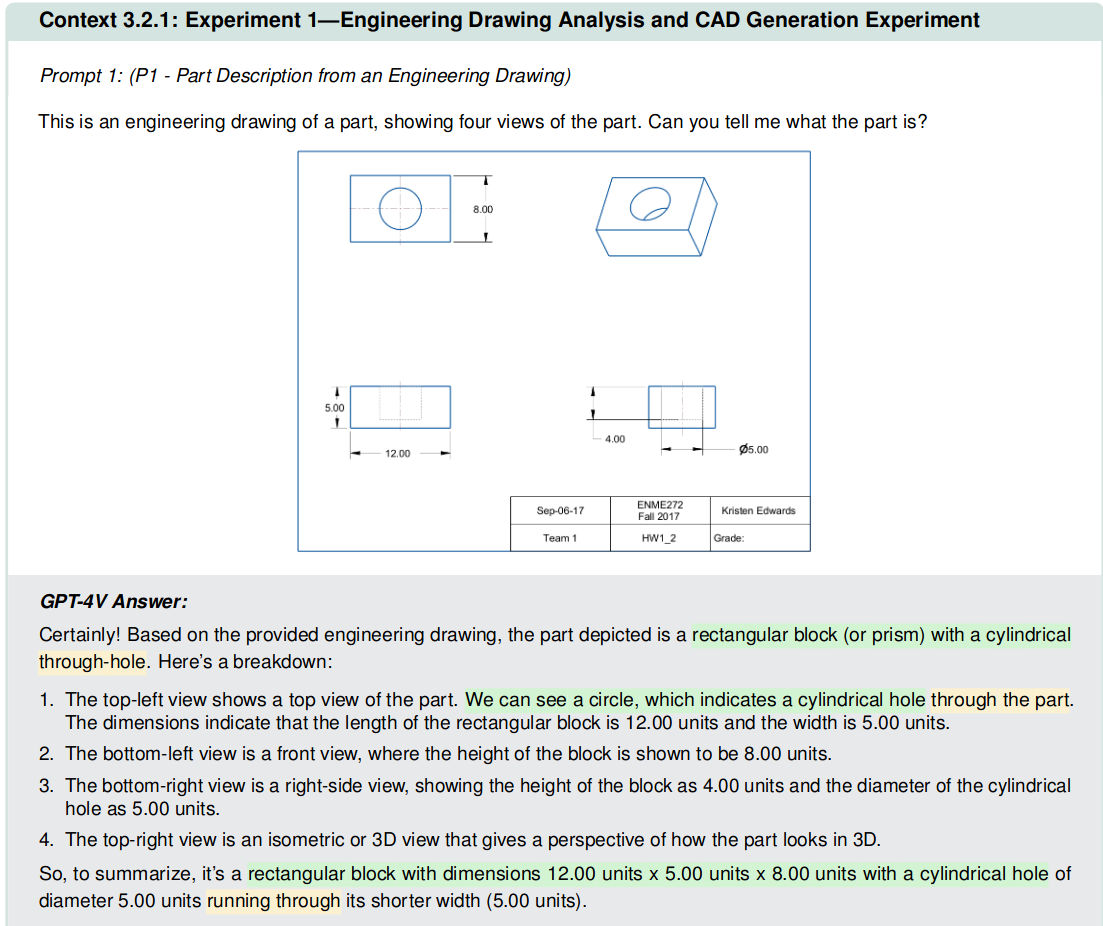 Context 3.2.1: Experiment 1—Engineering Drawing Analysis and CAD Generation Experiment
Prompt 1: (P1 - Part Description from an Engineering Drawing)
This is an engineering drawing of a part, showing four views of the part. Can you tell me what the part is?
8.00
5.00
12.00
4.00
Ø5.00
Sep-06-17
ENME272
Fall 2017
Kristen Edwards
Team 1
HW1_2
Grade:
GPT-4V Answer:
Certainly! Based on the provided engineering drawing, the part depicted is a rectangular block (or prism) with a cylindrical
through-hole. Here's a breakdown:
1. The top-left view shows a top view of the part. We can see a circle, which indicates a cylindrical hole through the part.
The dimensions indicate that the length of the rectangular block is 12.00 units and the width is 5.00 units.
2. The bottom-left view is a front view, where the height of the block is shown to be 8.00 units.
3. The bottom-right view is a right-side view, showing the height of the block as 4.00 units and the diameter of the cylindrical
hole as 5.00 units.
4. The top-right view is an isometric or 3D view that gives a perspective of how the part looks in 3D.
So, to summarize, it's a rectangular block with dimensions 12.00 units x 5.00 units x 8.00 units with a cylindrical hole of
diameter 5.00 units running through its shorter width (5.00 units).